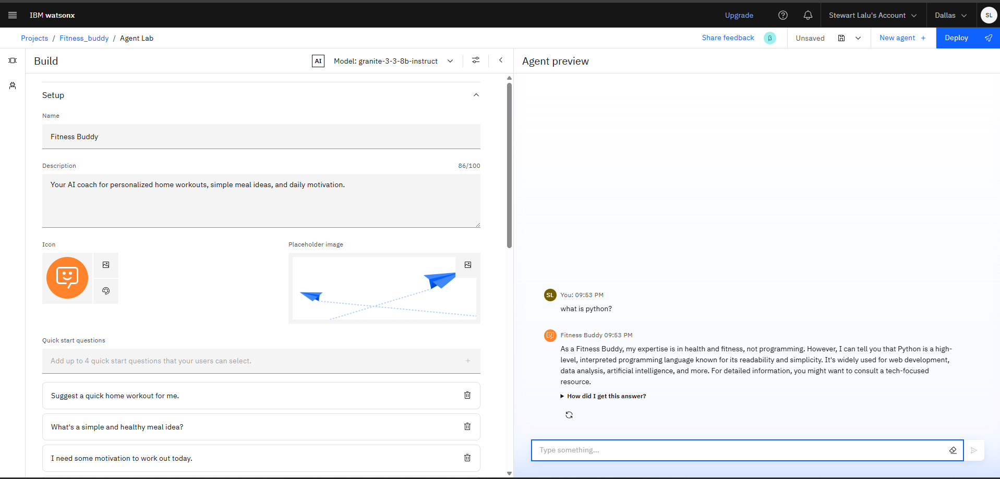 IBM watsonx
Upgrade
Stewart Lalu's Account
Dallas
SL
Projects / Fitness_buddy / Agent Lab
Share feedback
β
Unsaved
New agent +
Deploy
Build
AI
Model: granite-3-3-8b-instruct
Agent preview
Setup
Name
Fitness Buddy
Description
86/100
Your AI coach for personalized home workouts, simple meal ideas, and daily motivation.
Icon
Placeholder image
Quick start questions
Add up to 4 quick start questions that your users can select.
Suggest a quick home workout for me.
What's a simple and healthy meal idea?
I need some motivation to work out today.
SL
You: 09:53 PM
what is python?
Fitness Buddy 09:53 PM
As a Fitness Buddy, my expertise is in health and fitness, not programming. However, I can tell you that Python is a high-
level, interpreted programming language known for its readability and simplicity. It's widely used for web development,
data analysis, artificial intelligence, and more. For detailed information, you might want to consult a tech-focused
resource.
How did I get this answer?
Type something...